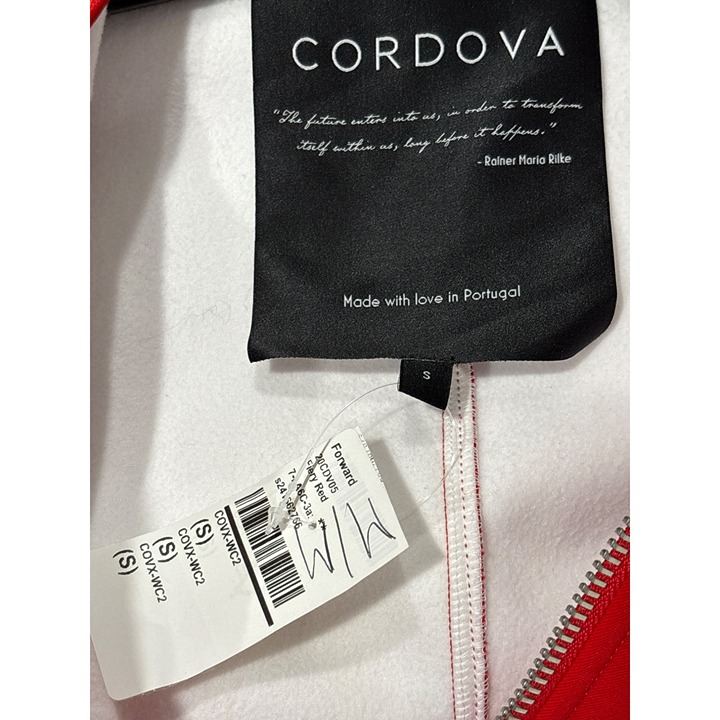 CORDOVA
"The future enters into us, in order to transform
itself within us, long before it happens."
- Rainer Maria Rilke
Made with love in Portugal
S
Forward
20CDV05
Fiery Red
COVX-WC2
(S)
COVX-WC2
(S)
COVX-WC2
(S)